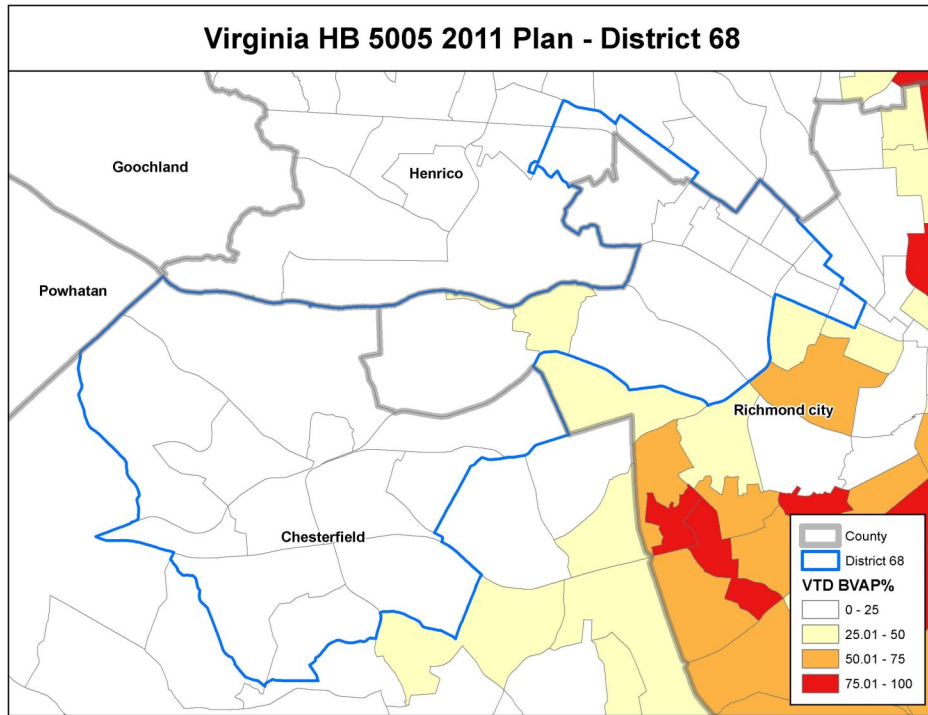 Virginia HB 5005 2011 Plan - District 68
Goochland
Henrico
Powhatan
Richmond city
Chesterfield
County
District 68
VTD BVAP%
0 - 25
25.01 - 50
50.01 - 75
75.01 - 100